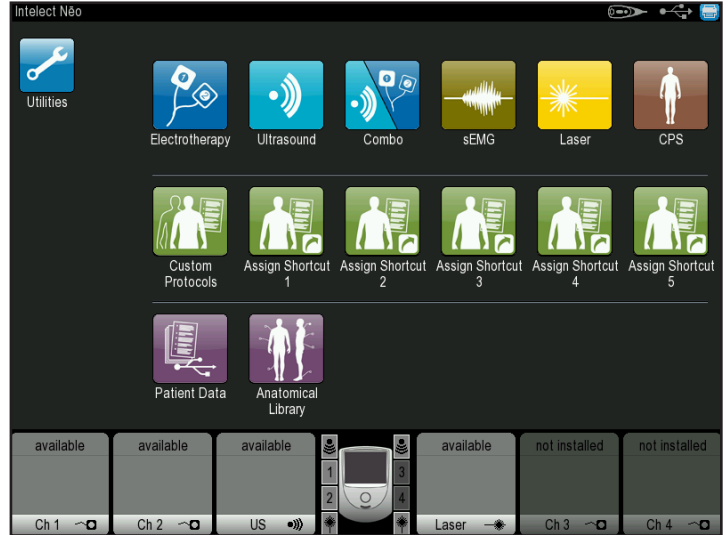 Intelect Nēo
Utilities
Electrotherapy
Ultrasound
Combo
sEMG
Laser
CPS
Custom
Protocols
Assign Shortcut
1
Assign Shortcut
2
Assign Shortcut
3
Assign Shortcut
4
Assign Shortcut
5
Patient Data
Anatomical
Library
available
available
available
available
not installed
not installed
1
2
3
4
Ch 1
Ch 2
US
Laser
Ch 3
Ch 4